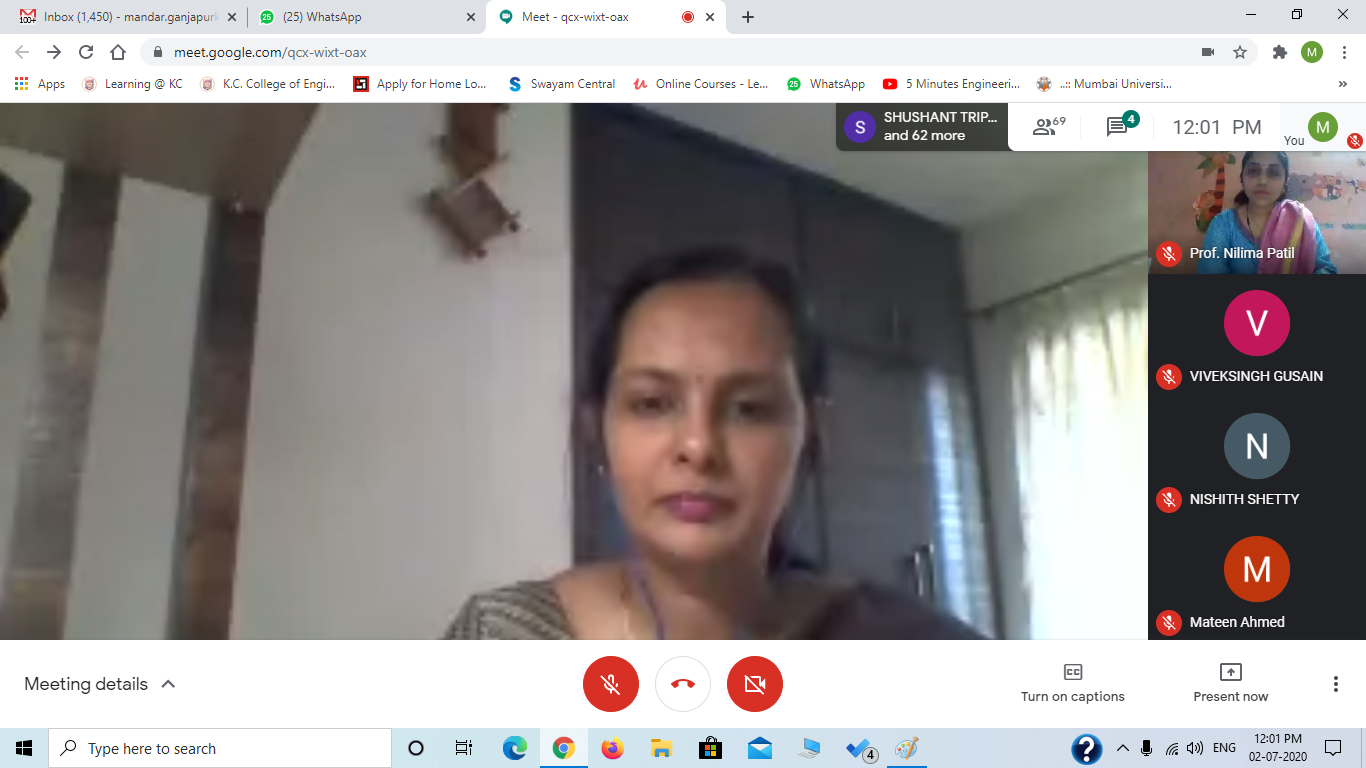 Inbox (1,450) - mandar.ganjapurk
(25) WhatsApp
Meet - qcx-wixt-oax
meet.google.com/qcx-wixt-oax
M
Apps
Learning @ KC
K.C. College of Engi...
Apply for Home Lo...
Swayam Central
Online Courses - Le...
WhatsApp
5 Minutes Engineeri...
..:: Mumbai Universi...
»
S
SHUSHANT TRIP...
and 62 more
69
4
12:01 PM
You
M
Prof. Nilima Patil
V
VIVEKSINGH GUSAIN
N
NISHITH SHETTY
M
Mateen Ahmed
Meeting details
CC
Turn on captions
Present now
Type here to search
4
?
ENG
12:01 PM
02-07-2020